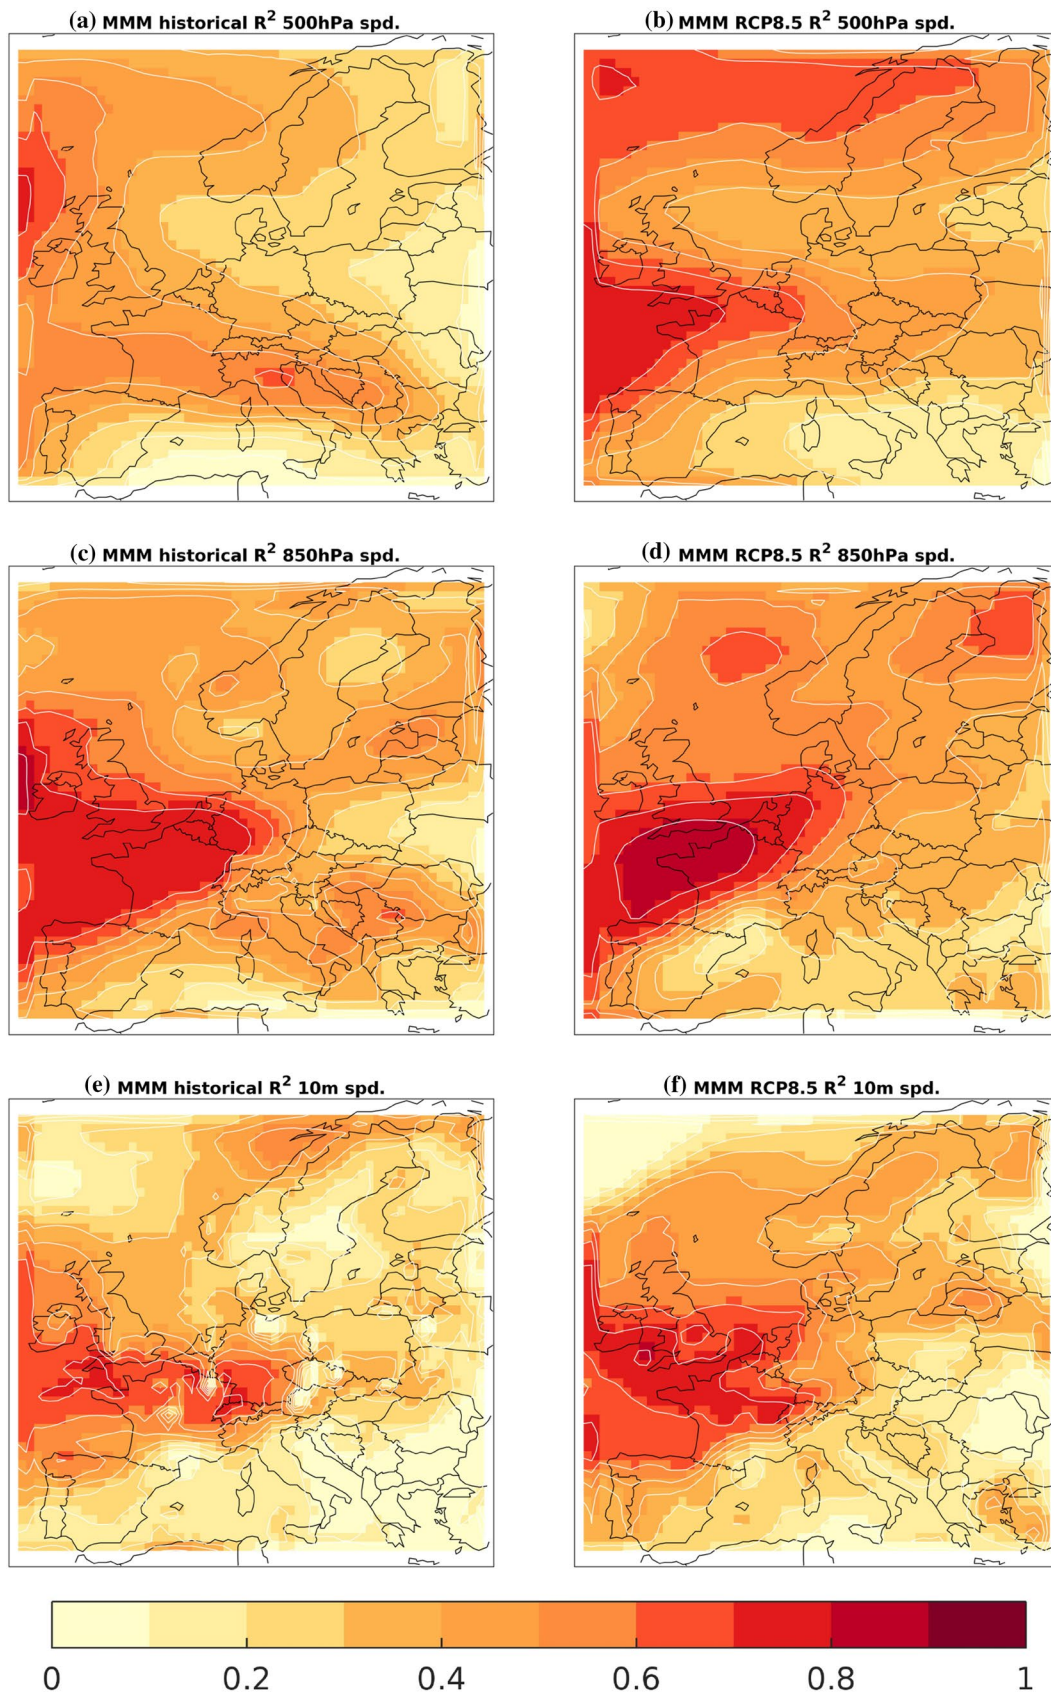 (a) MMM historical R² 500hPa spd.
(b) MMM RCP8.5 R² 500hPa spd.
(c) MMM historical R² 850hPa spd.
(d) MMM RCP8.5 R² 850hPa spd.
(e) MMM historical R² 10m spd.
(f) MMM RCP8.5 R² 10m spd.
0 0.2 0.4 0.6 0.8 1